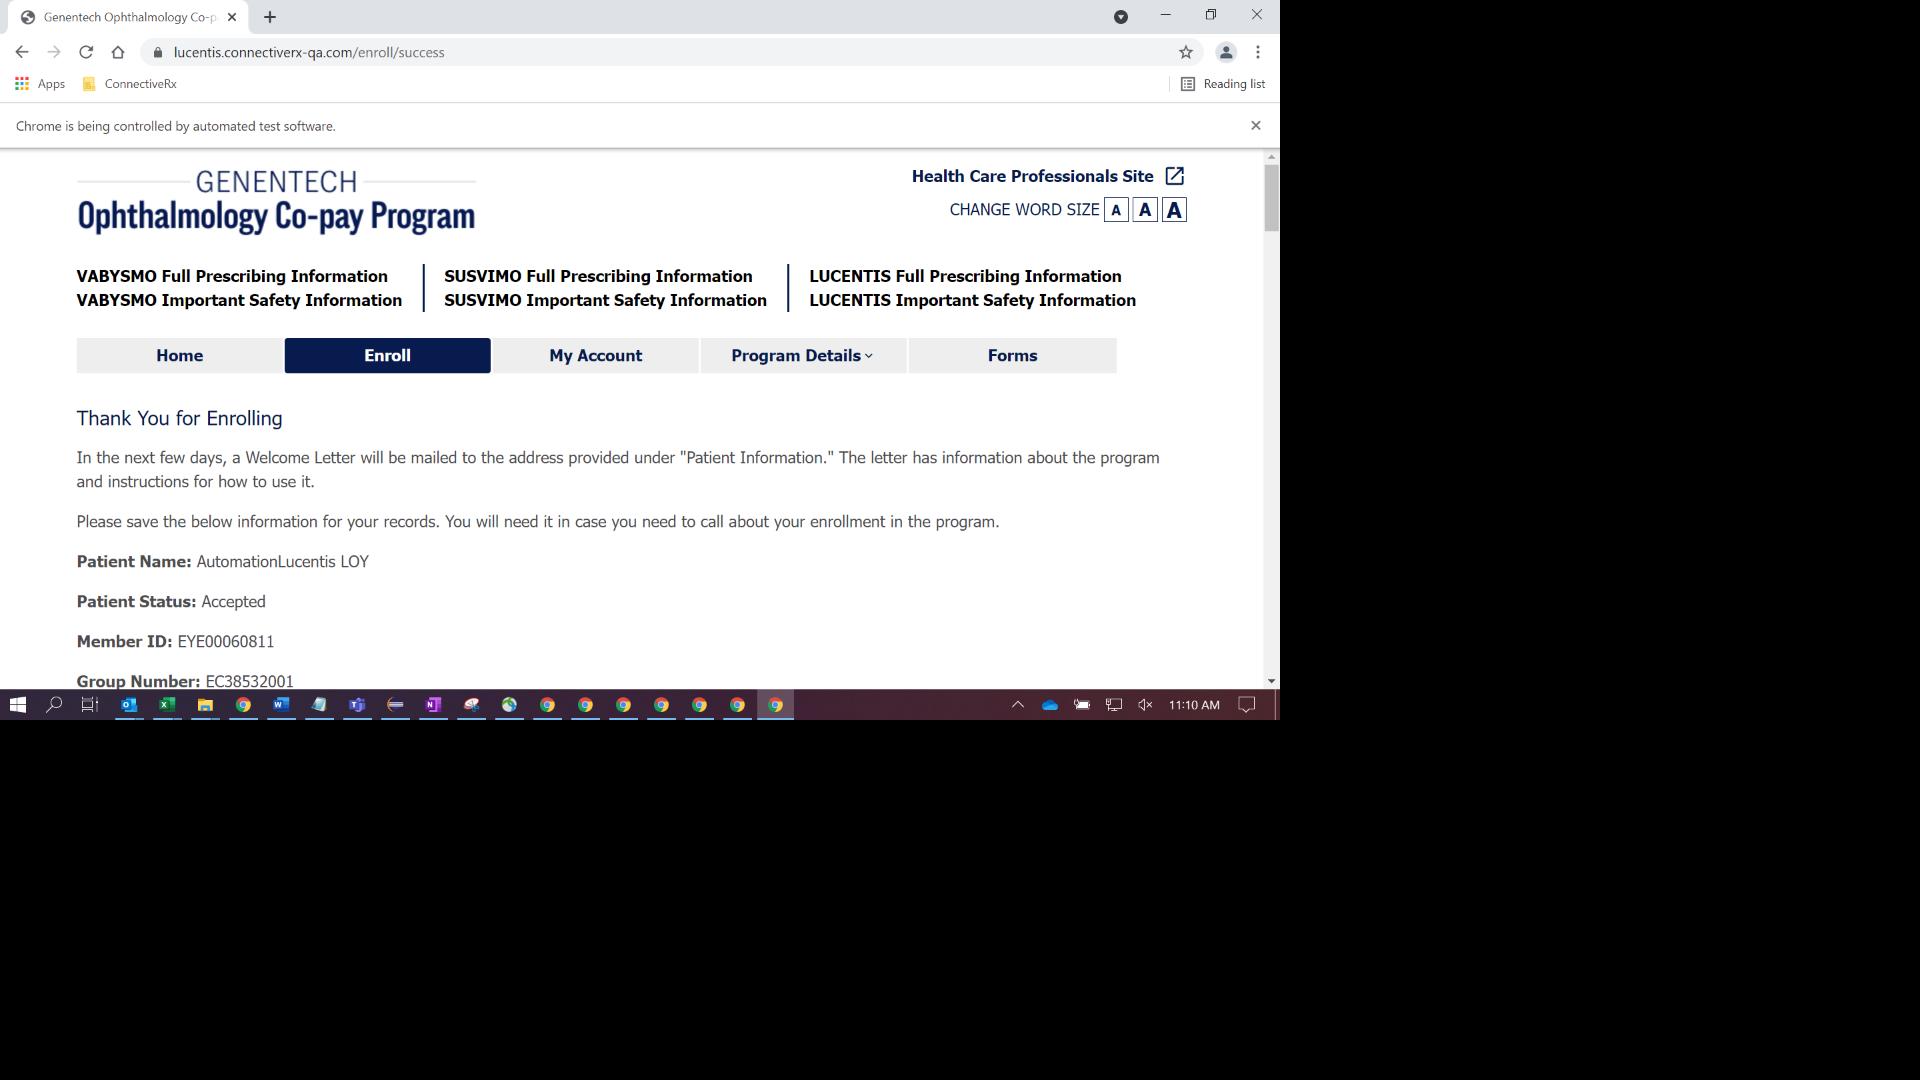 Genentech Ophthalmology Co-p
lucentis.connectiverx-qa.com/enroll/success
Apps
ConnectiveRx
Reading list
Chrome is being controlled by automated test software.
GENENTECH
Ophthalmology Co-pay Program
Health Care Professionals Site
CHANGE WORD SIZE A A A
VABYSMO Full Prescribing Information
VABYSMO Important Safety Information
SUSVIMO Full Prescribing Information
SUSVIMO Important Safety Information
LUCENTIS Full Prescribing Information
LUCENTIS Important Safety Information
Home
Enroll
My Account
Program Details
Forms
Thank You for Enrolling
In the next few days, a Welcome Letter will be mailed to the address provided under "Patient Information." The letter has information about the program
and instructions for how to use it.
Please save the below information for your records. You will need it in case you need to call about your enrollment in the program.
Patient Name: AutomationLucentis LOY
Patient Status: Accepted
Member ID: EYE00060811
Group Number: EC38532001
11:10 AM